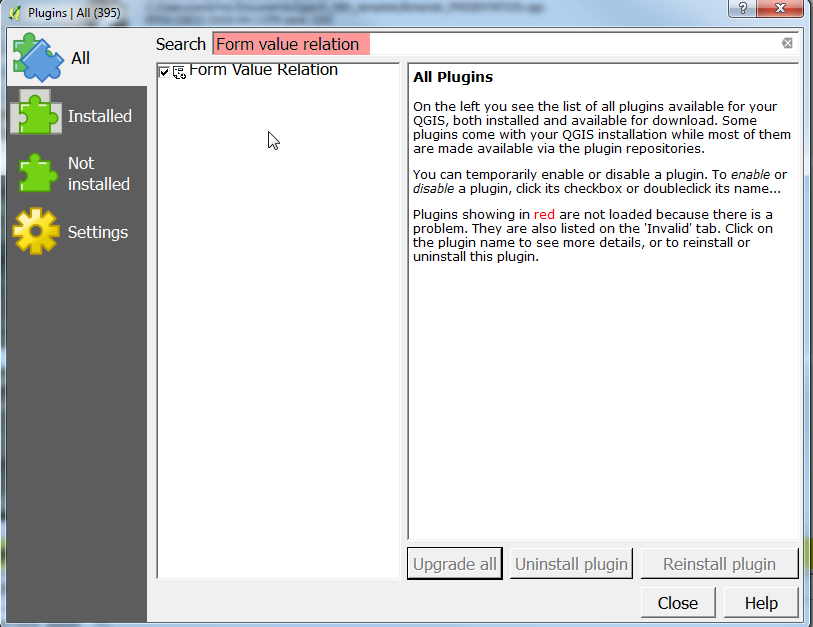 Plugins | All (395)
?
All
Installed
Not
installed
Settings
Search Form value relation
Form Value Relation
All Plugins
On the left you see the list of all plugins available for your
QGIS, both installed and available for download. Some
plugins come with your QGIS installation while most of them
are made available via the plugin repositories.
You can temporarily enable or disable a plugin. To enable or
disable a plugin, click its checkbox or doubleclick its name...
Plugins showing in red are not loaded because there is a
problem. They are also listed on the 'Invalid' tab. Click on
the plugin name to see more details, or to reinstall or
uninstall this plugin.
Upgrade all Uninstall plugin Reinstall plugin
Close Help